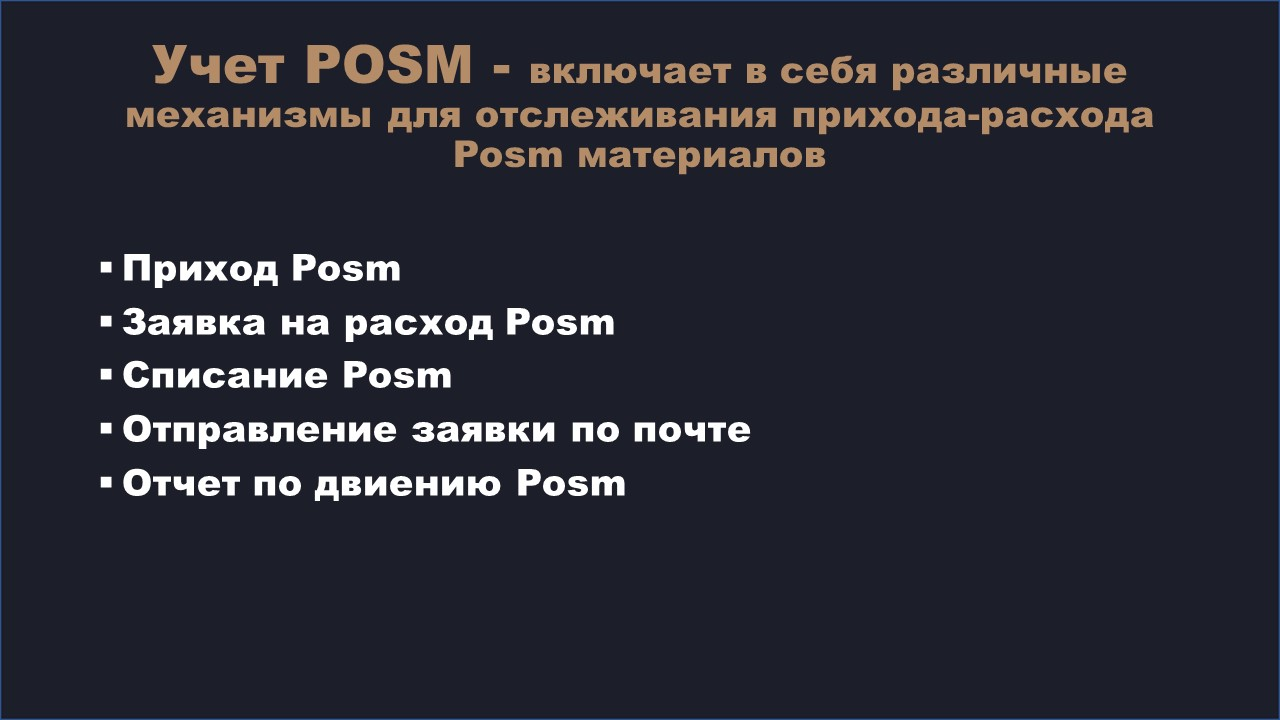 Учет POSM - включает в себя различные
механизмы для отслеживания прихода-расхода
Posm материалов
▪ Приход Posm
▪ Заявка на расход Posm
▪ Списание Posm
▪ Отправление заявки по почте
▪ Отчет по двиению Posm